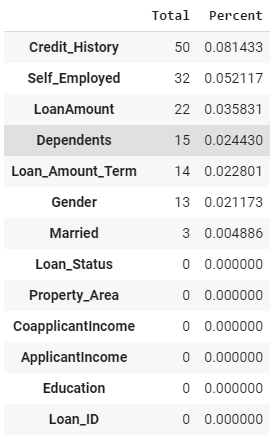 Total Percent
Credit_History 50 0.081433
Self_Employed 32 0.052117
LoanAmount 22 0.035831
Dependents 15 0.024430
Loan_Amount_Term 14 0.022801
Gender 13 0.021173
Married 3 0.004886
Loan_Status 0 0.000000
Property_Area 0 0.000000
CoapplicantIncome 0 0.000000
ApplicantIncome 0 0.000000
Education 0 0.000000
Loan_ID 0 0.000000